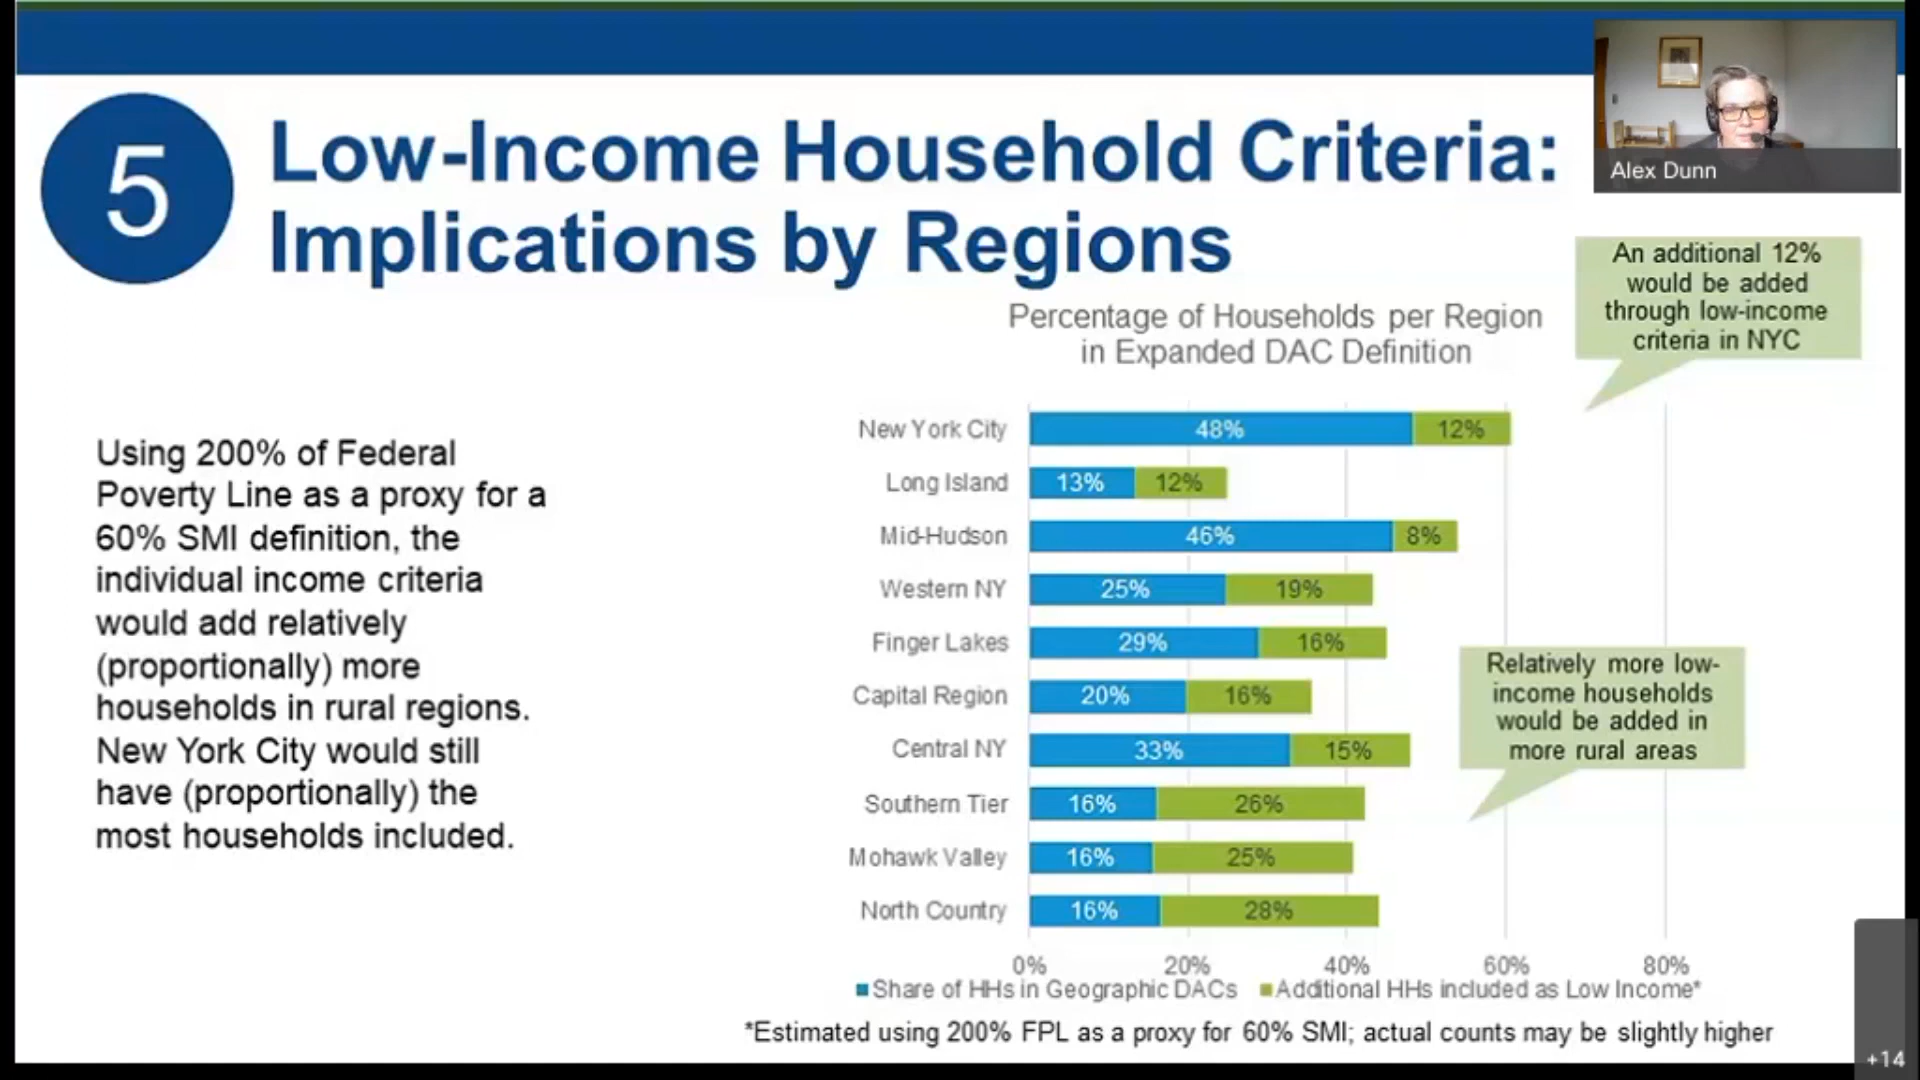 5
Low-Income Household Criteria:
Implications by Regions
Alex Dunn
An additional 12%
would be added
through low-income
criteria in NYC
Using 200% of Federal
Poverty Line as a proxy for a
60% SMI definition, the
individual income criteria
would add relatively
(proportionally) more
households in rural regions.
New York City would still
have (proportionally) the
most households included.
Percentage of Households per Region
in Expanded DAC Definition
New York City 48% 12%
Long Island 13% 12%
Mid-Hudson 46% 8%
Western NY 25% 19%
Finger Lakes 29% 16%
Capital Region 20% 16%
Central NY 33% 15%
Southern Tier 16% 26%
Mohawk Valley 16% 25%
North Country 16% 28%
0% 20% 40% 60% 80%
Share of HHs in Geographic DACs Additional HHs included as Low Income*
Relatively more low-
income households
would be added in
more rural areas
*Estimated using 200% FPL as a proxy for 60% SMI; actual counts may be slightly higher
+14